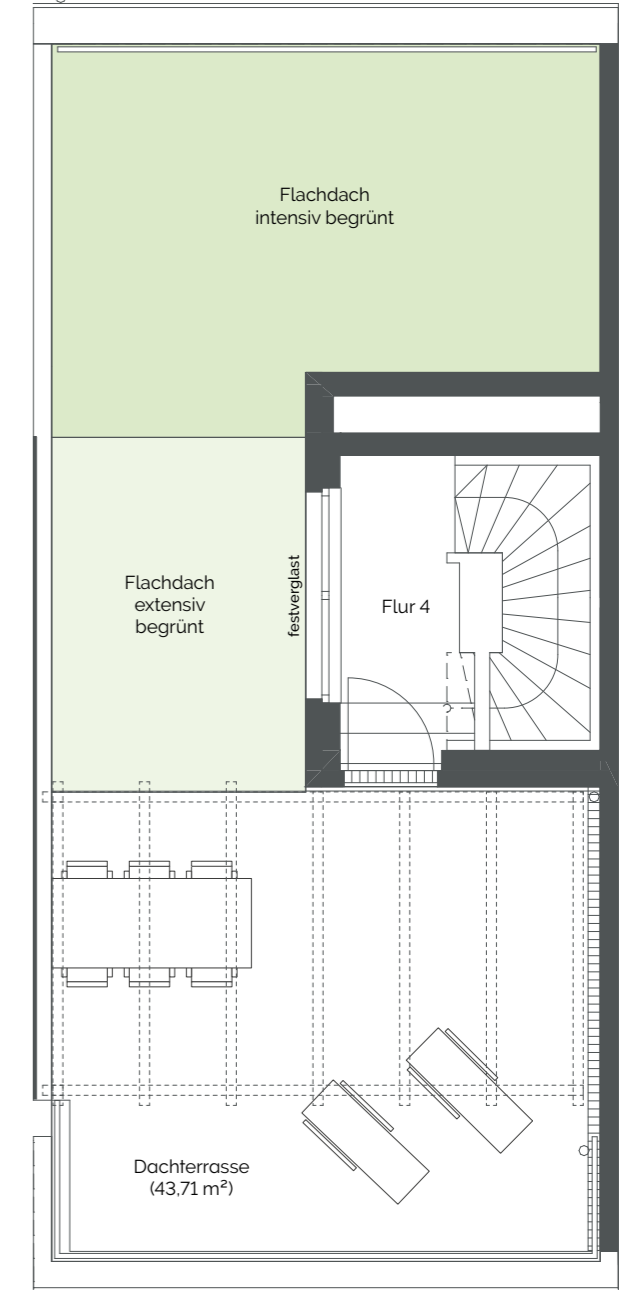 Flachdach
intensiv begrünt
Flachdach
extensiv
begrünt
festverglast
Flur 4
Dachterrasse
(43,71 m²)